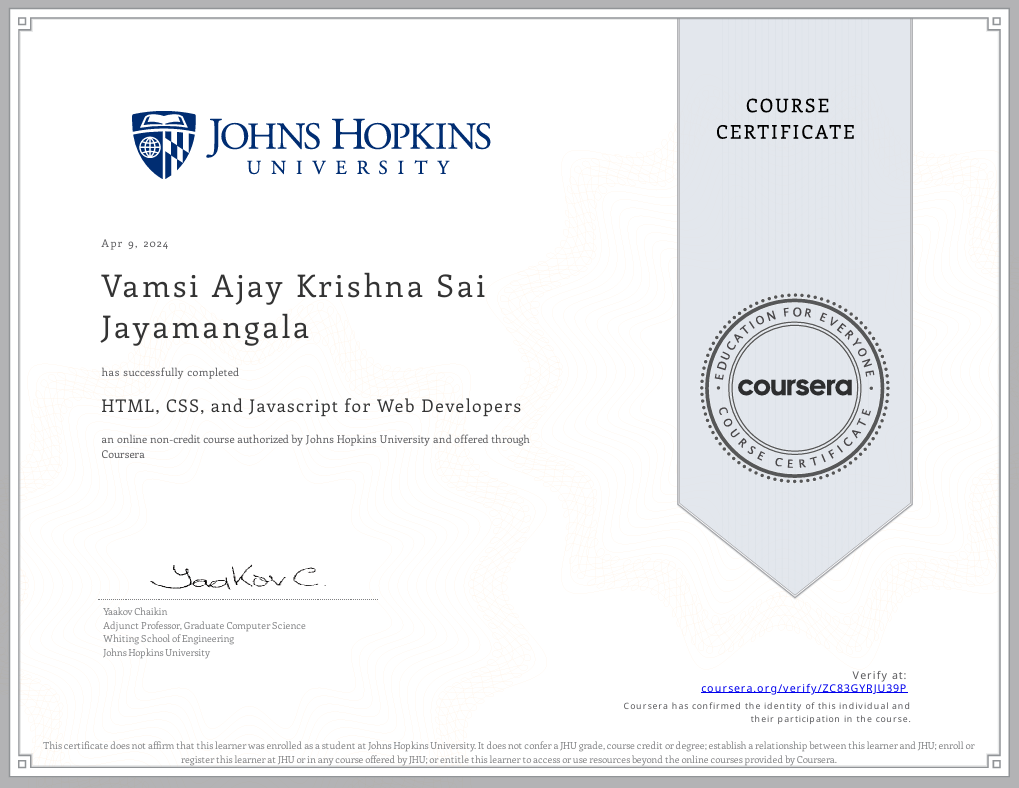 JOHNS HOPKINS
UNIVERSITY
COURSE
CERTIFICATE
Apr 9, 2024
Vamsi Ajay Krishna Sai
Jayamangala
has successfully completed
HTML, CSS, and Javascript for Web Developers
an online non-credit course authorized by Johns Hopkins University and offered through
Coursera
EDUCATION FOR EVERYONE
coursera
COURSE CERTIFICATE
Yaakov C.
Yaakov Chaikin
Adjunct Professor, Graduate Computer Science
Whiting School of Engineering
Johns Hopkins University
Verify at:
coursera.org/verify/ZC83GYRJU39P
Coursera has confirmed the identity of this individual and
their participation in the course.
This certificate does not affirm that this learner was enrolled as a student at Johns Hopkins University. It does not confer a JHU grade, course credit or degree; establish a relationship between this learner and JHU; enroll or
register this learner at JHU or in any course offered by JHU; or entitle this learner to access or use resources beyond the online courses provided by Coursera.